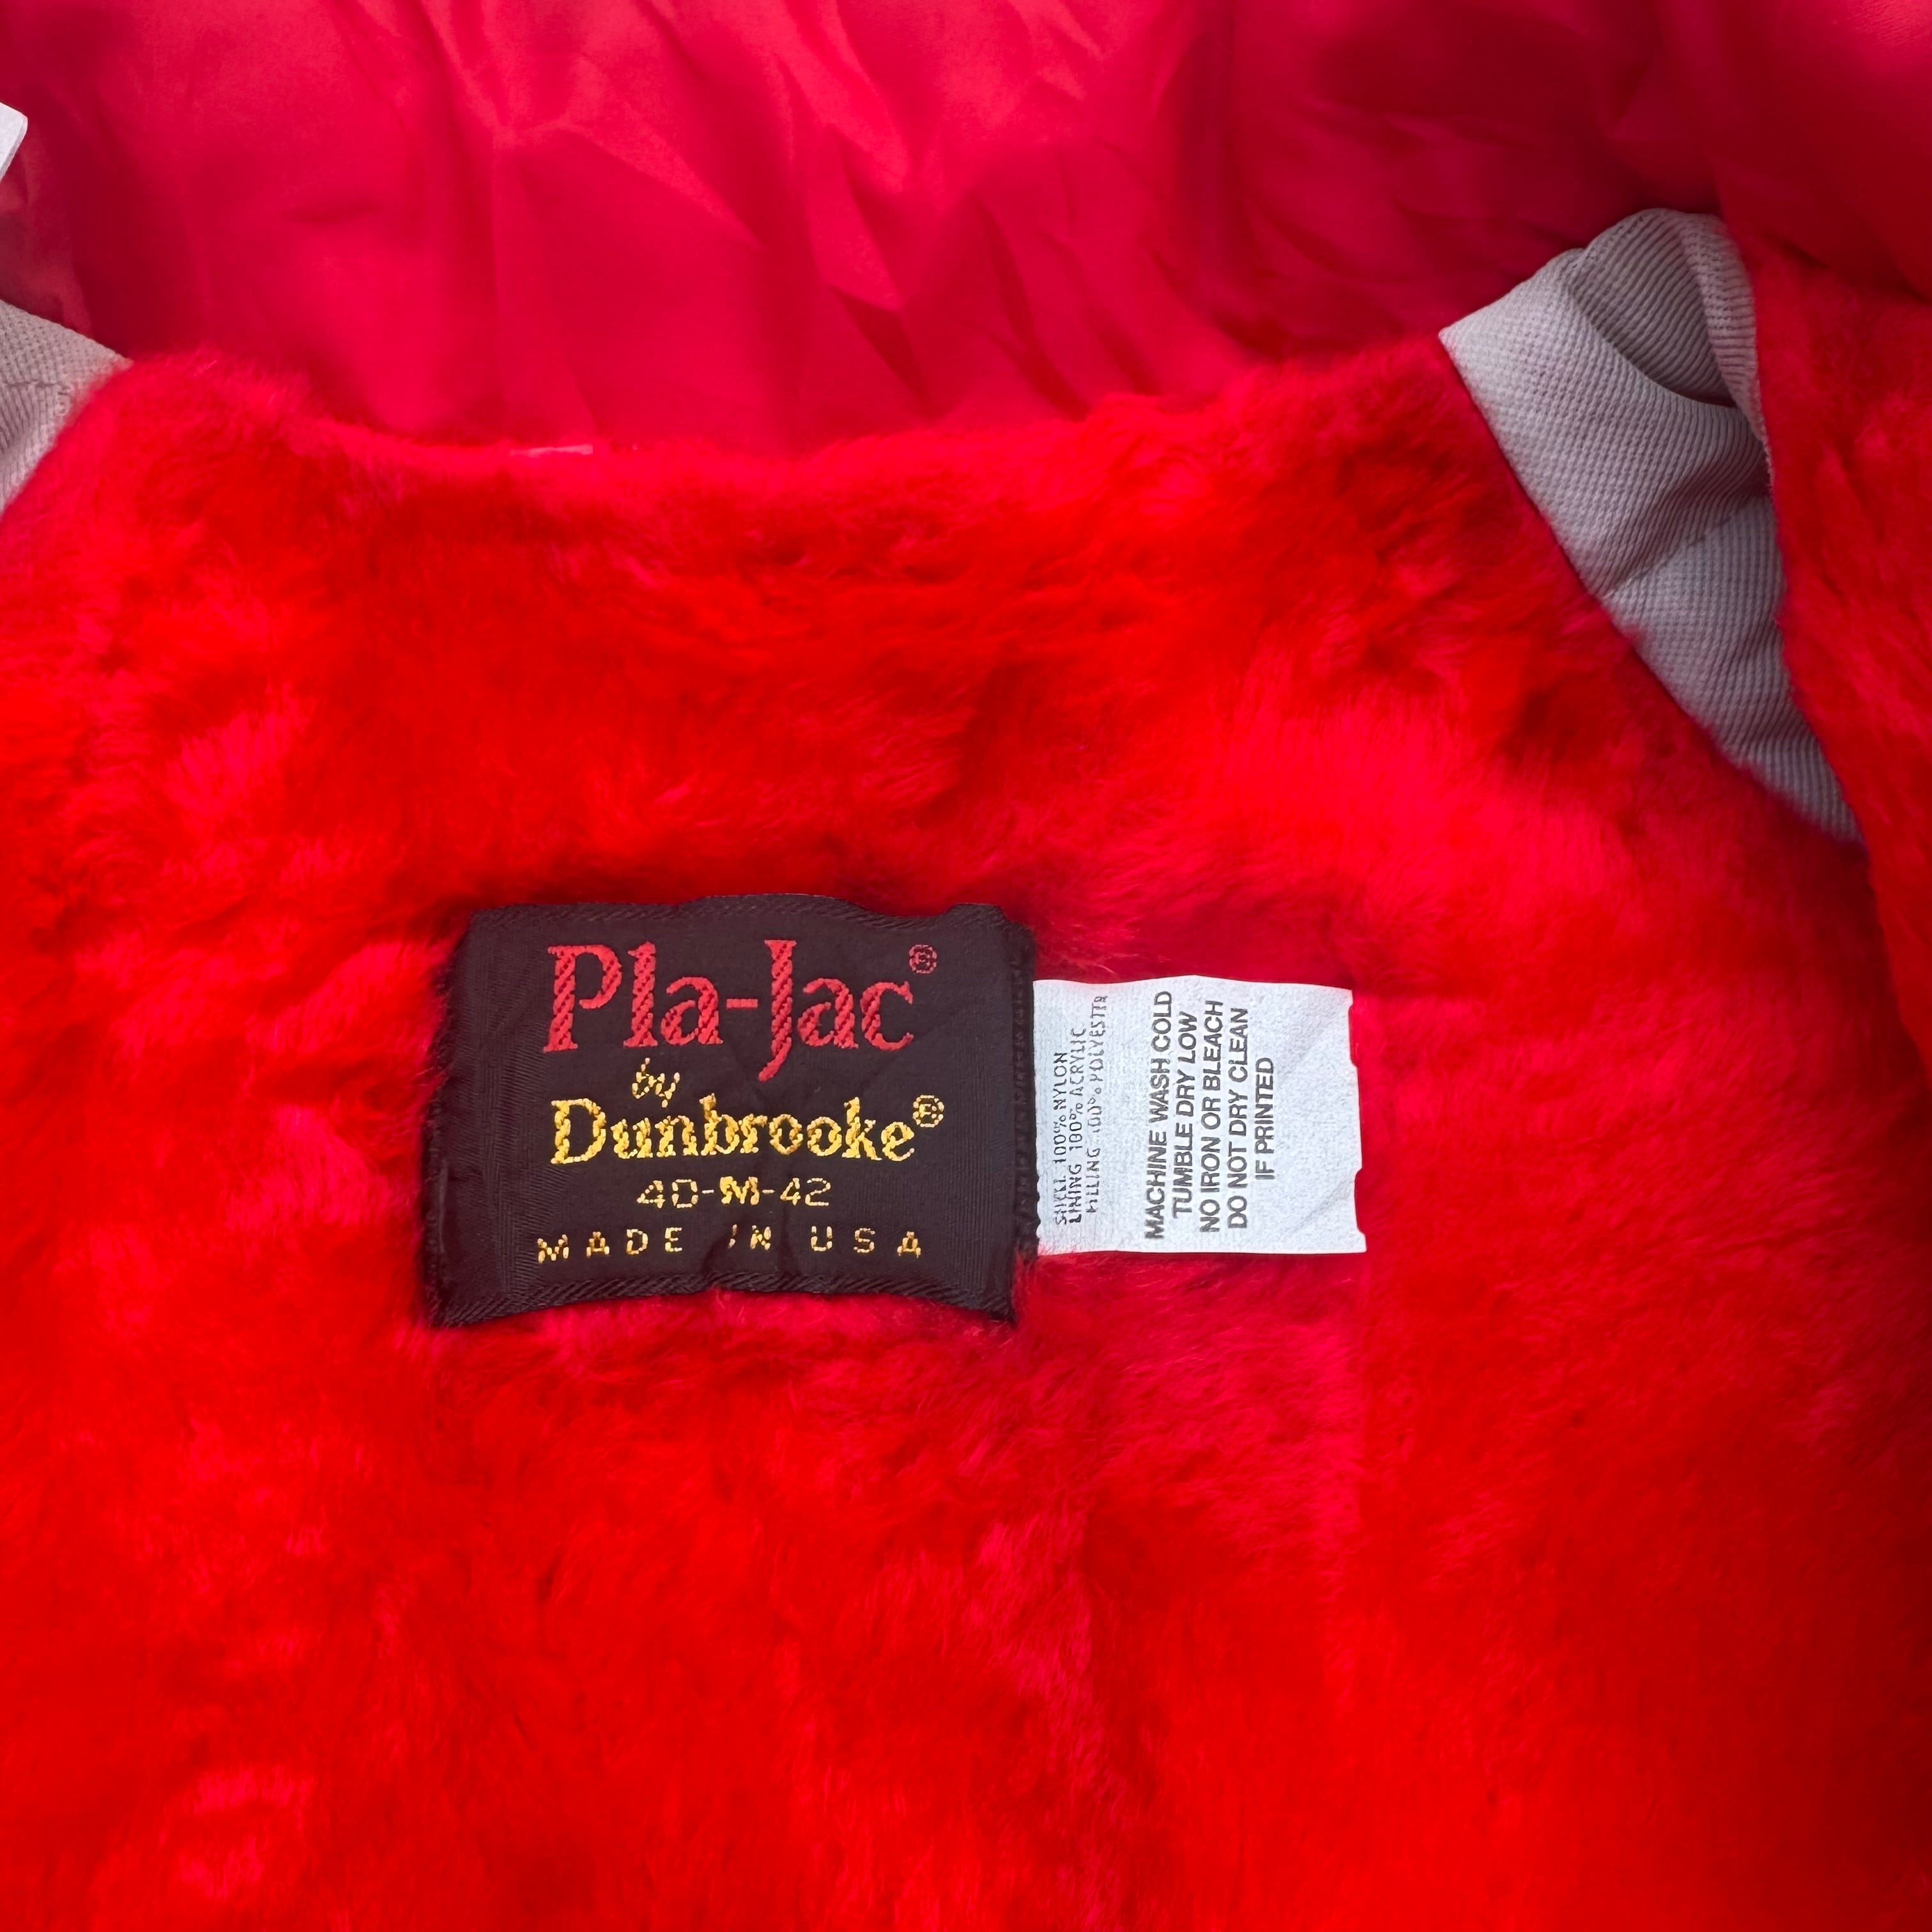 Pla-Jac®
by
Dunbrooke®
40-M-42
MADE IN USA
SHELL 100% NYLON
LINING 100% ACRYLIC
FILLING 100% POLYESTER
MACHINE WASH COLD
TUMBLE DRY LOW
NO IRON OR BLEACH
DO NOT DRY CLEAN
IF PRINTED